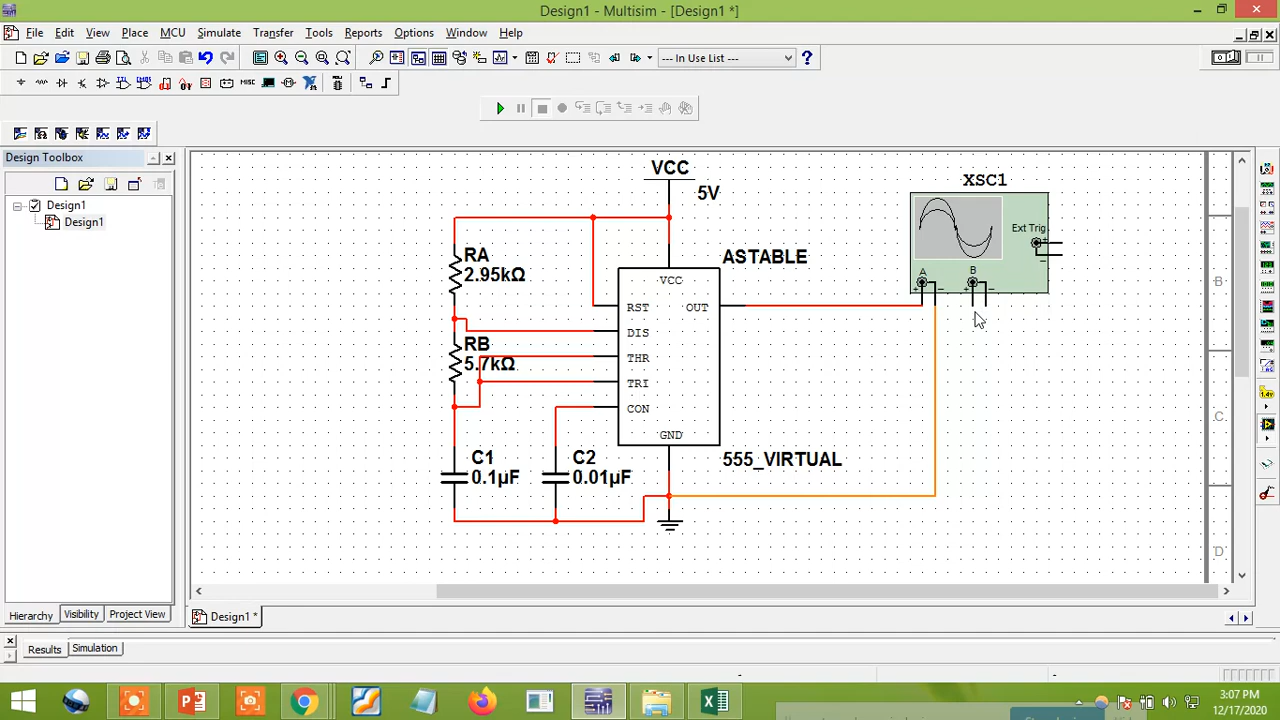 Design1 - Multisim - [Design1 *]
File Edit View Place MCU Simulate Transfer Tools Reports Options Window Help
--- In Use List ---
Design Toolbox
Design1
Design1
VCC
5V
XSC1
Ext Trig
A
B
RA
2.95kΩ
RB
5.7kΩ
ASTABLE
VCC
RST
OUT
DIS
THR
TRI
CON
GND
555_VIRTUAL
C1
0.1µF
C2
0.01µF
B
C
D
Hierarchy Visibility Project View
Design1 *
Results Simulation
3:07 PM
12/17/2020